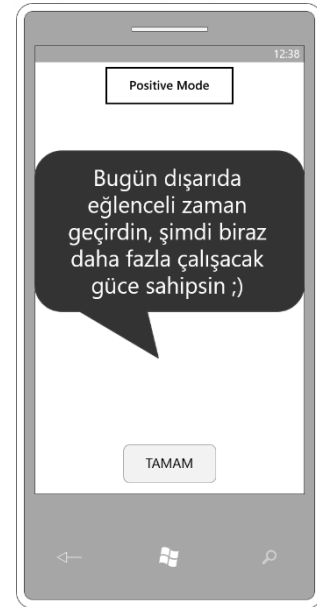 12:38
Positive Mode
Bugün dışarıda
eğlenceli zaman
geçirdin, şimdi biraz
daha fazla çalışacak
güce sahipsin ;)
TAMAM